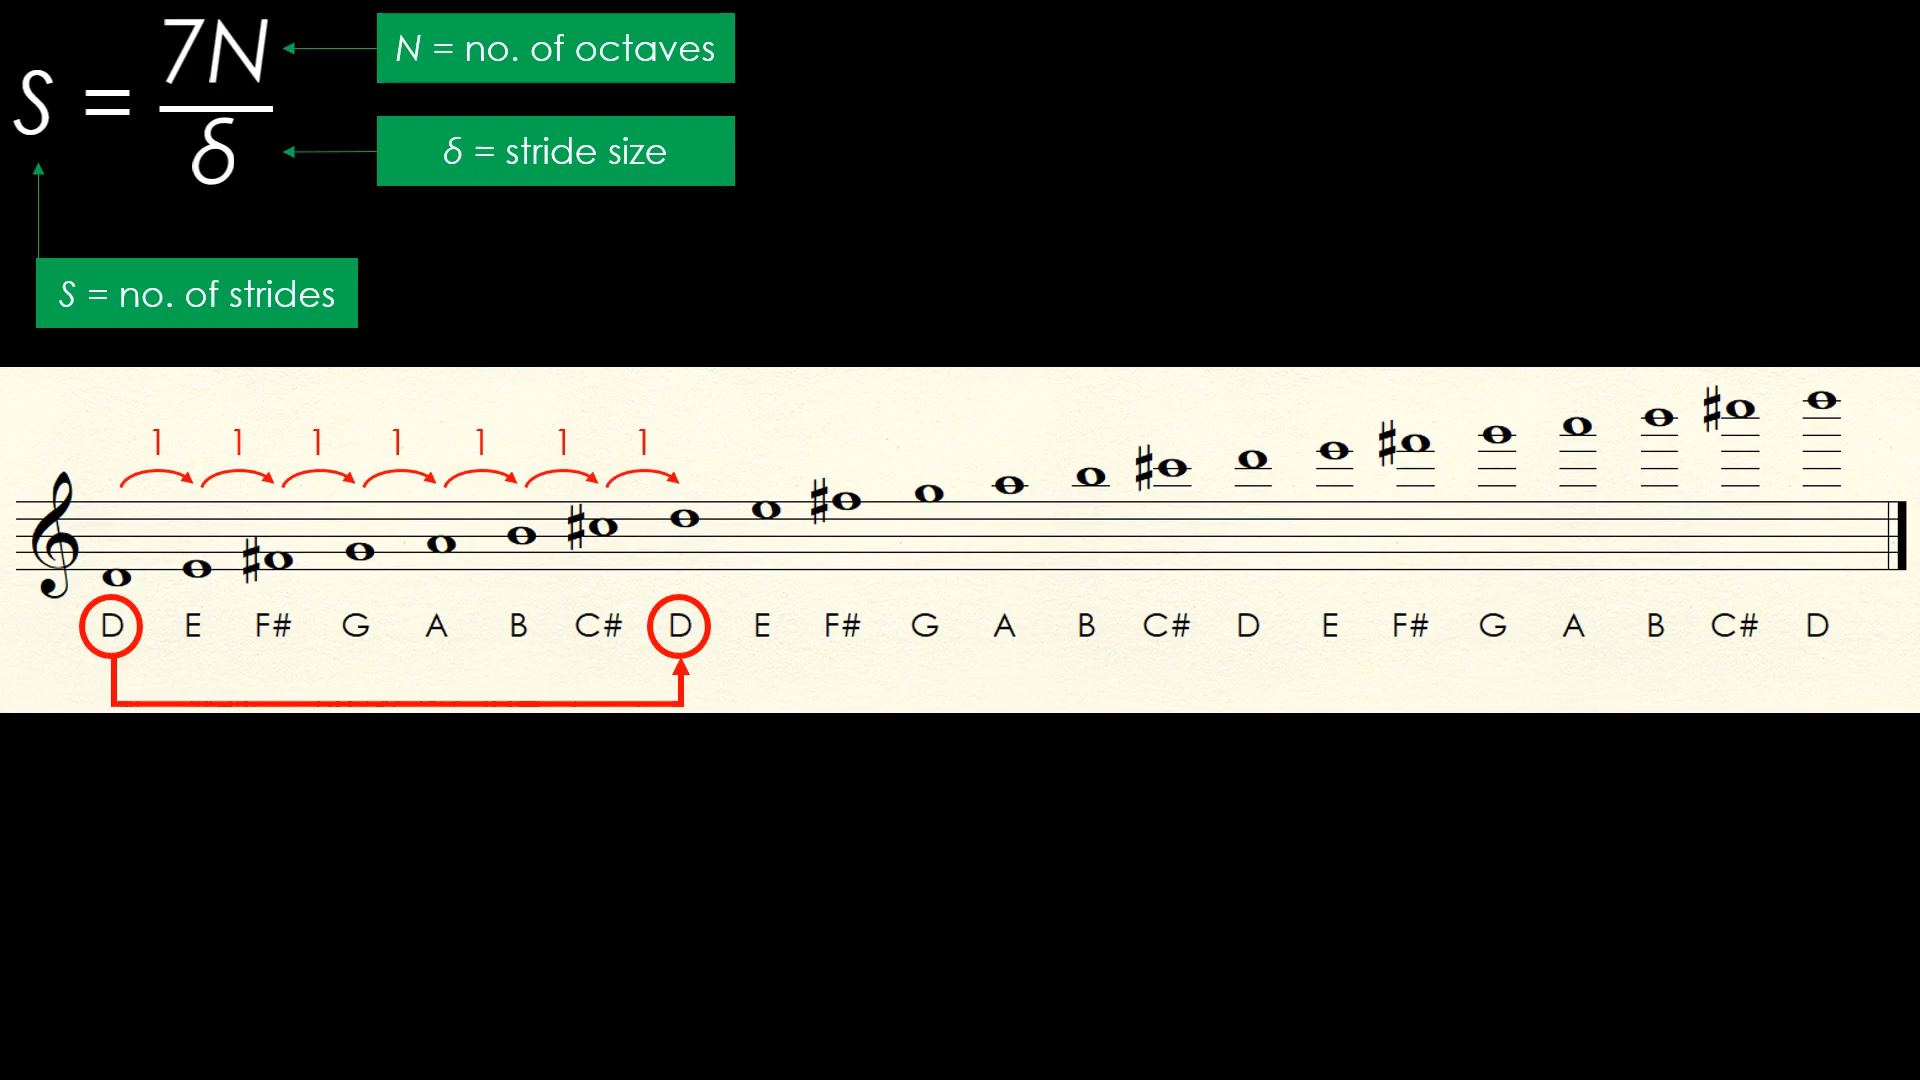 S = 7N / δ
N = no. of octaves
δ = stride size
S = no. of strides
1 1 1 1 1 1 1
D E F# G A B C# D E F# G A B C# D E F# G A B C# D